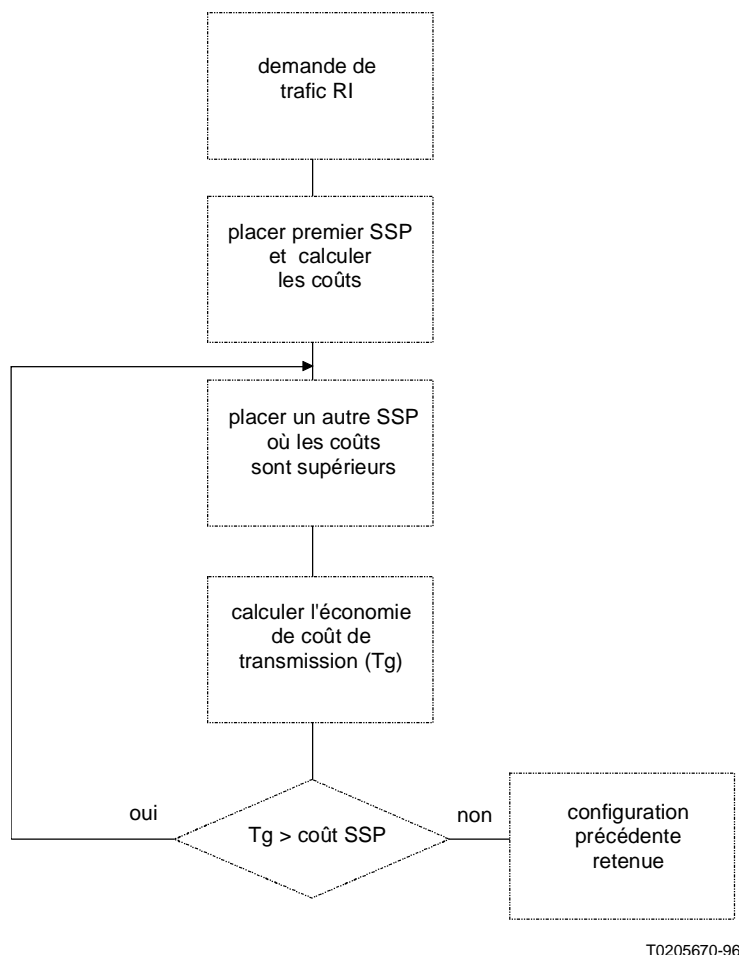 demande de
trafic RI
placer premier SSP
et calculer
les coûts
placer un autre SSP
où les coûts
sont supérieurs
calculer l'économie
de coût de
transmission (Tg)
oui
Tg > coût SSP
non
configuration
précédente
retenue
T0205670-96